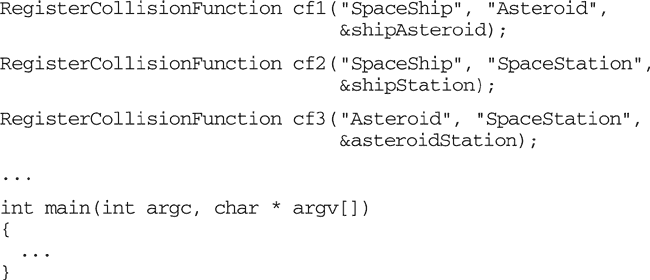 RegisterCollisionFunction cf1("SpaceShip", "Asteroid",
&shipAsteroid);
RegisterCollisionFunction cf2("SpaceShip", "SpaceStation",
&shipStation);
RegisterCollisionFunction cf3("Asteroid", "SpaceStation",
&asteroidStation);
...
int main(int argc, char * argv[])
{
...
}